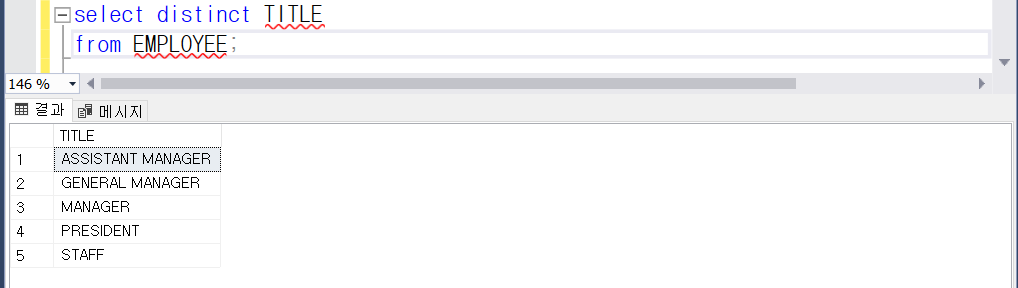 select distinct TITLE
from EMPLOYEE;
146 %
결과 메시지
TITLE
1 ASSISTANT MANAGER
2 GENERAL MANAGER
3 MANAGER
4 PRESIDENT
5 STAFF